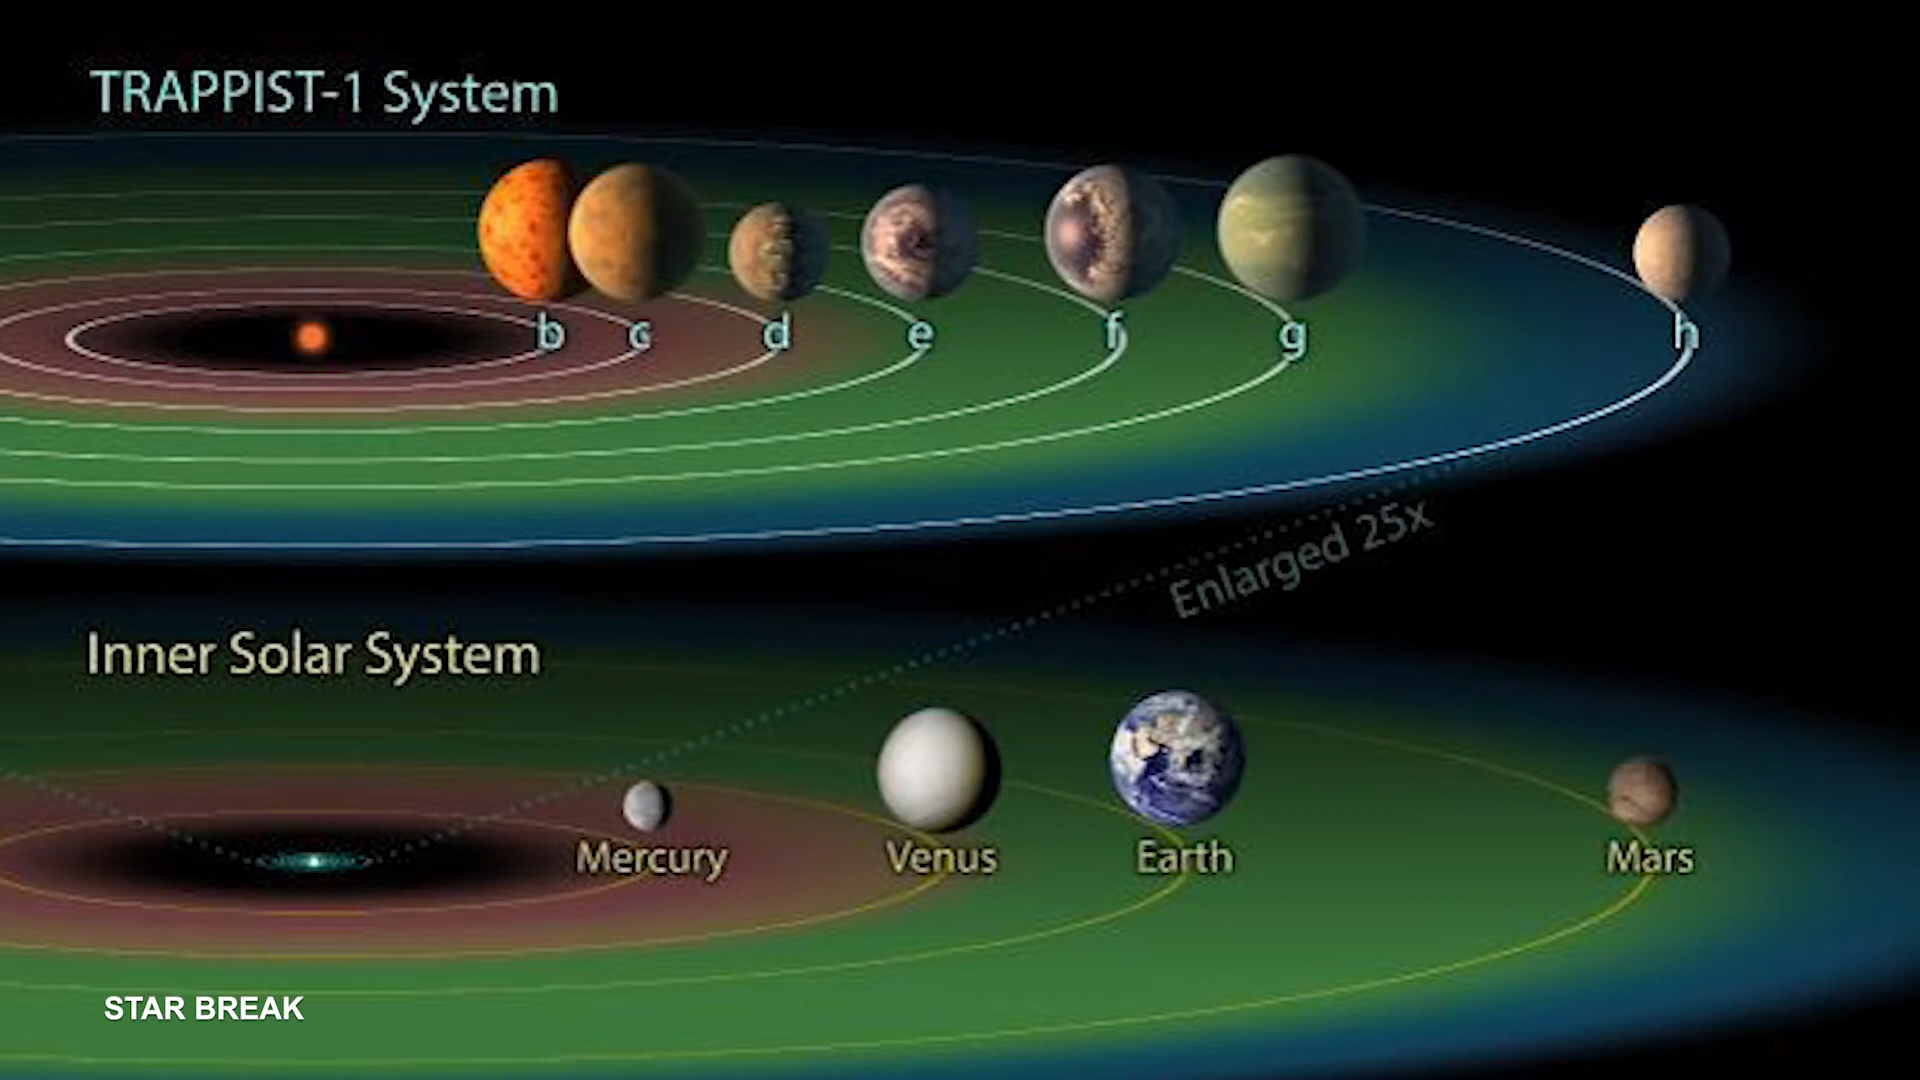 TRAPPIST-1 System
b c d e f g h
Enlarged 25x
Inner Solar System
Mercury Venus Earth Mars
STAR BREAK